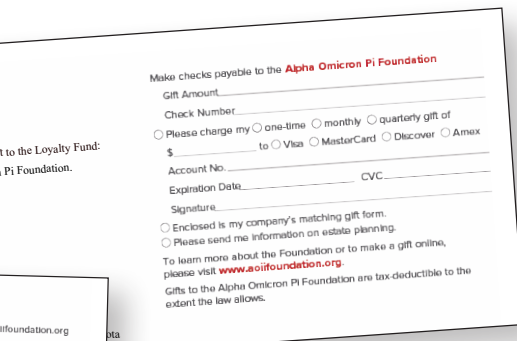 Make checks payable to the Alpha Omicron Pi Foundation
Gift Amount
Check Number
Please charge my one-time monthly quarterly gift of
$ to Visa MasterCard Discover Amex
Account No.
Expiration Date CVC
Signature
Enclosed is my company's matching gift form.
Please send me information on estate planning.
To learn more about the Foundation or to make a gift online,
please visit www.aoiifoundation.org.
Gifts to the Alpha Omicron Pi Foundation are tax-deductible to the
extent the law allows.
to the Loyalty Fund:
Pi Foundation.
iifoundation.org
pta